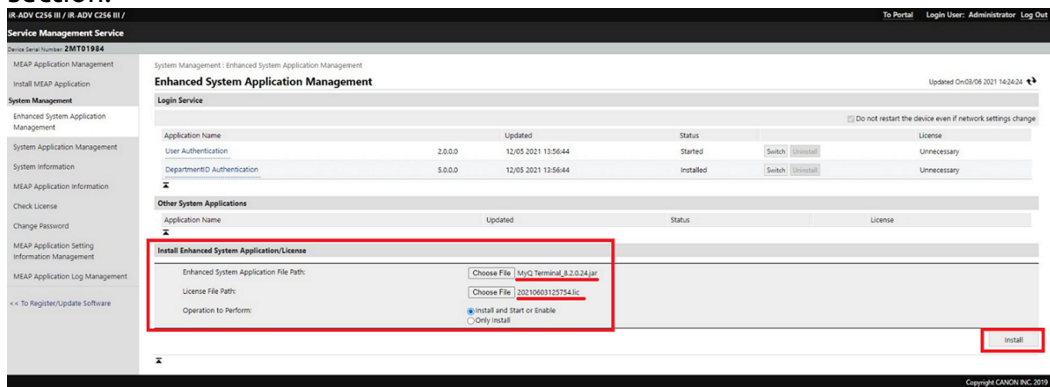 section.
iR-ADV C256 III / iR-ADV C256 III /
To Portal Login User: Administrator Log Out
Service Management Service
Device Serial Number: 2MT01984
MEAP Application Management
Install MEAP Application
System Management
Enhanced System Application
Management
System Application Management
System Information
MEAP Application Information
Check License
Change Password
MEAP Application Setting
Information Management
MEAP Application Log Management
<< To Register/Update Software
System Management : Enhanced System Application Management
Enhanced System Application Management
Updated On:03/06 2021 14:24:24
Login Service
Do not restart the device even if network settings change
Application Name Updated Status License
User Authentication 2.0.0.0 12/05 2021 13:56:44 Started Switch Uninstall Unnecessary
DepartmentID Authentication 5.0.0.0 12/05 2021 13:56:44 Installed Switch Uninstall Unnecessary
Other System Applications
Application Name Updated Status License
Install Enhanced System Application/License
Enhanced System Application File Path: Choose File MyQ Terminal_8.2.0.24.jar
License File Path: Choose File 20210603125754.lic
Operation to Perform: Install and Start or Enable
Only Install
Install
Copyright CANON INC. 2019